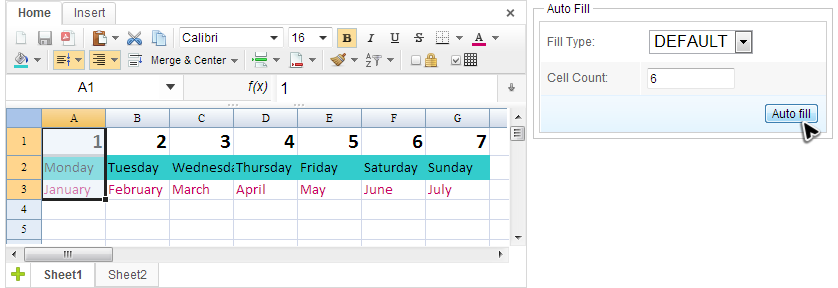 Home Insert
Calibri 16 B I U S A
Merge & Center
A1 f(x) 1
A B C D E F G
1 1 2 3 4 5 6 7
2 Monday Tuesday Wednesda Thursday Friday Saturday Sunday
3 January February March April May June July
4
5
Sheet1 Sheet2
Auto Fill
Fill Type: DEFAULT
Cell Count: 6
Auto fill